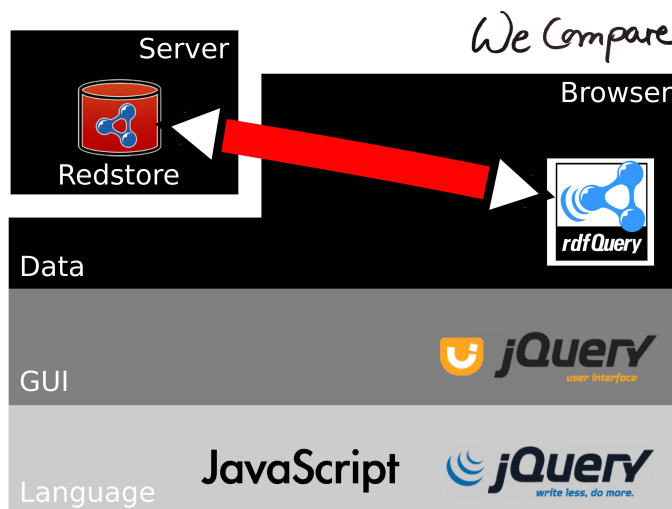 We Compare
Server
Browser
Redstore
rdfQuery
Data
jQuery
user interface
GUI
JavaScript
jQuery
write less, do more.
Language